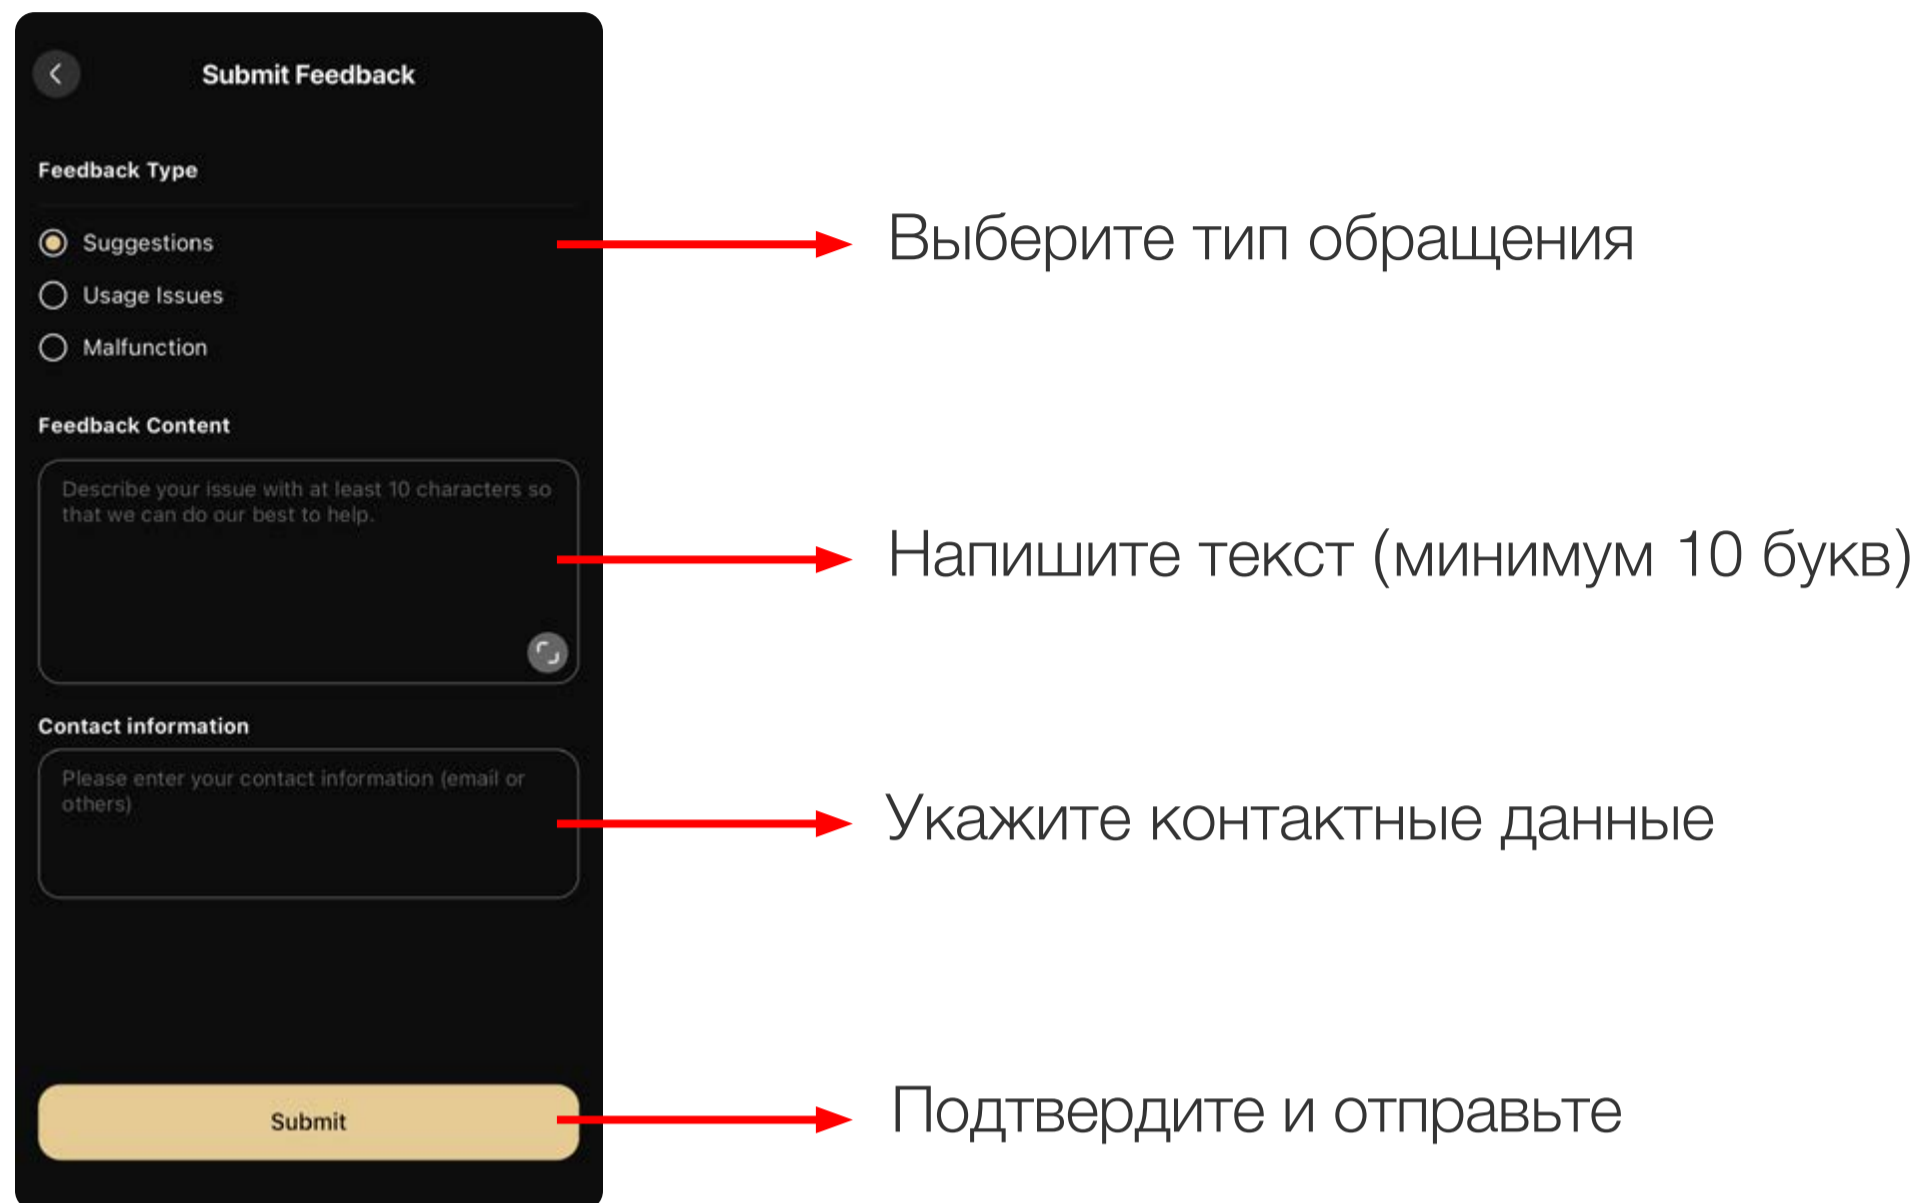 Submit Feedback
Feedback Type
Suggestions
Usage Issues
Malfunction
Выберите тип обращения
Feedback Content
Describe your issue with at least 10 characters so
that we can do our best to help.
Напишите текст (минимум 10 букв)
Contact information
Please enter your contact information (email or
others)
Укажите контактные данные
Submit
Подтвердите и отправьте